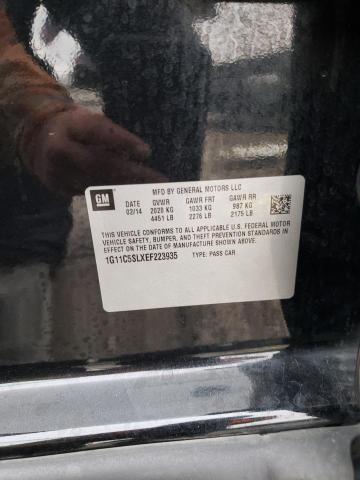 GM
MFD BY GENERAL MOTORS LLC
DATE GVWR GAWR FRT GAWR RR
02/14 2020 KG 1033 KG 987 KG
4451 LB 2276 LB 2175 LB
THIS VEHICLE CONFORMS TO ALL APPLICABLE U.S. FEDERAL MOTOR
VEHICLE SAFETY, BUMPER, AND THEFT PREVENTION STANDARDS IN
EFFECT ON THE DATE OF MANUFACTURE SHOWN ABOVE.
1G11C5SLXEF223935 TYPE: PASS CAR